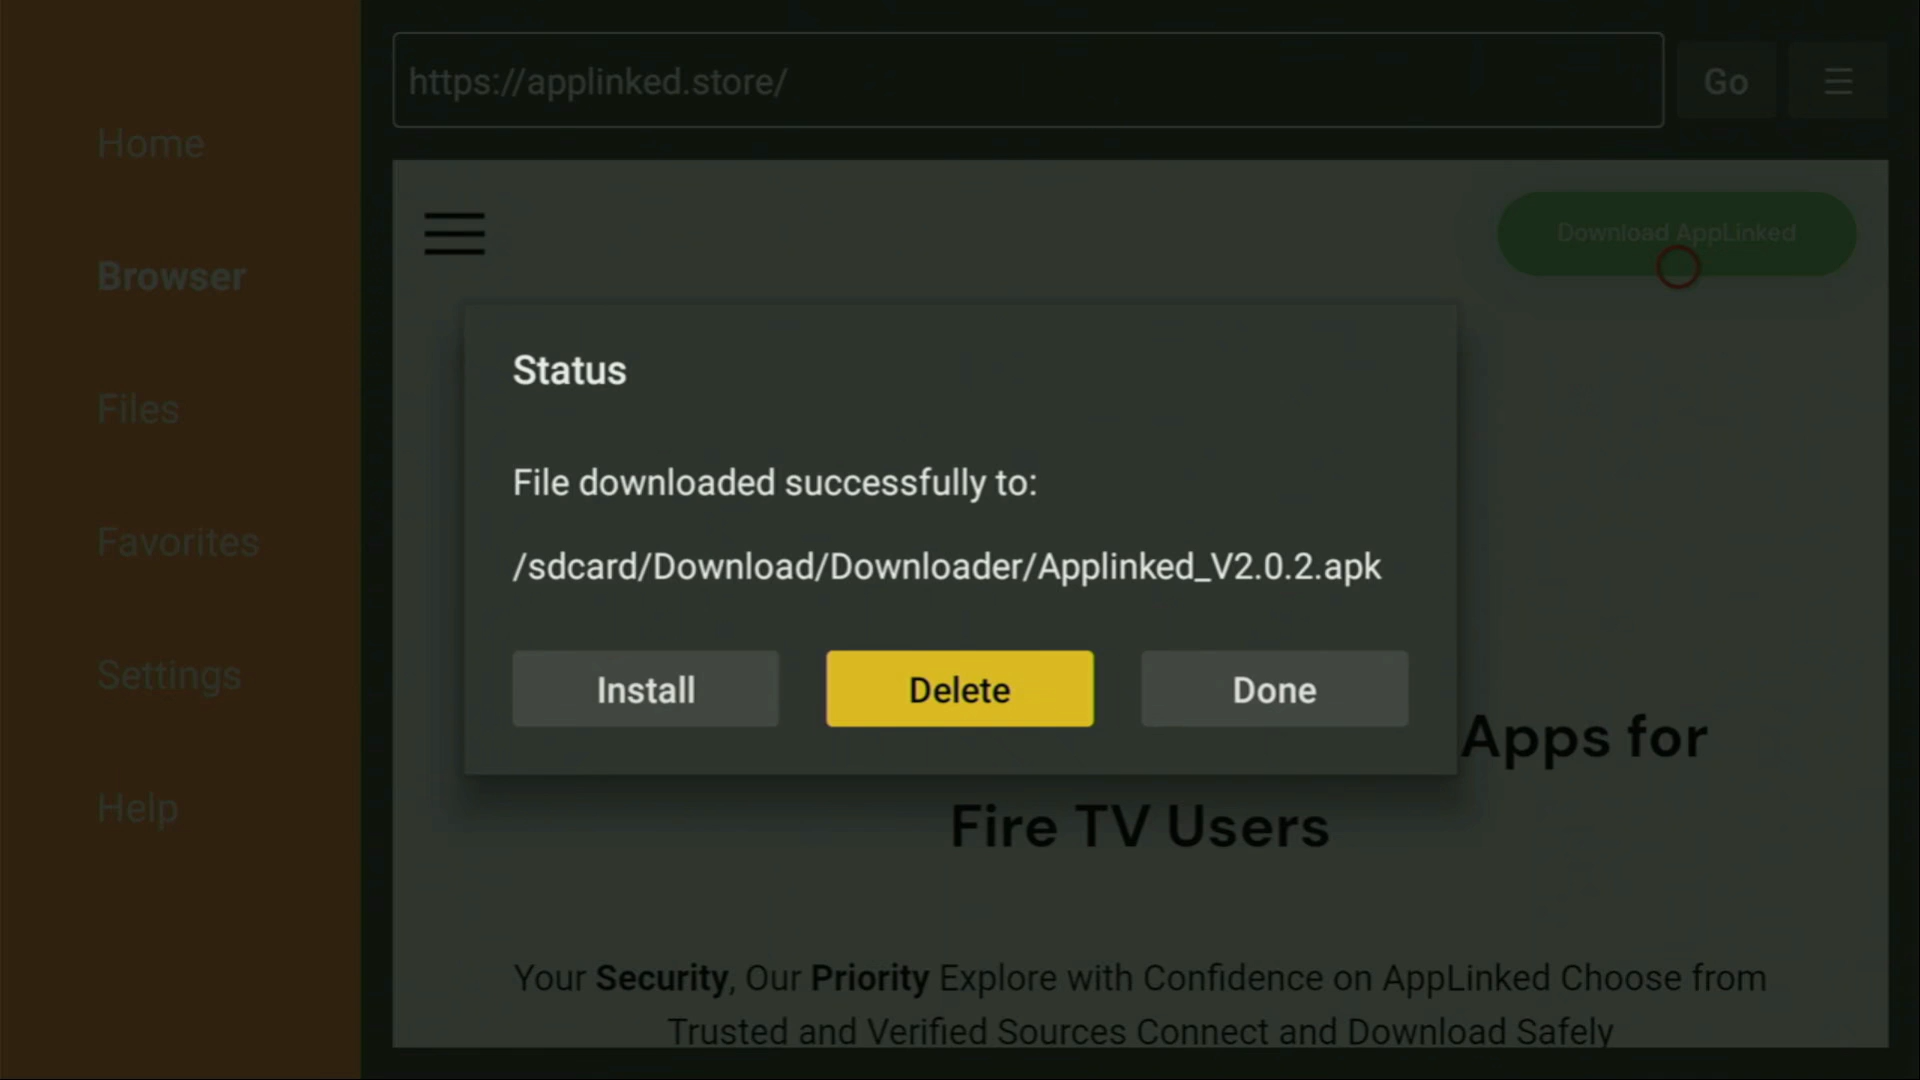 https://applinked.store/
Go
Home
Browser
Files
Favorites
Settings
Help
Download AppLinked
Status
File downloaded successfully to:
/sdcard/Download/Downloader/Applinked_V2.0.2.apk
Install
Delete
Done
Apps for
Fire TV Users
Your Security, Our Priority Explore with Confidence on AppLinked Choose from
Trusted and Verified Sources Connect and Download Safely